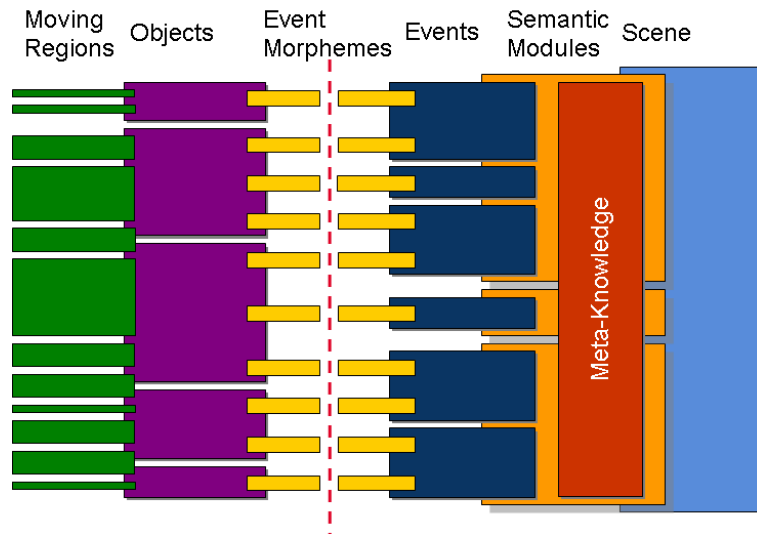 Moving
Regions
Objects
Event
Morphemes
Events
Semantic
Modules
Scene
Meta-Knowledge